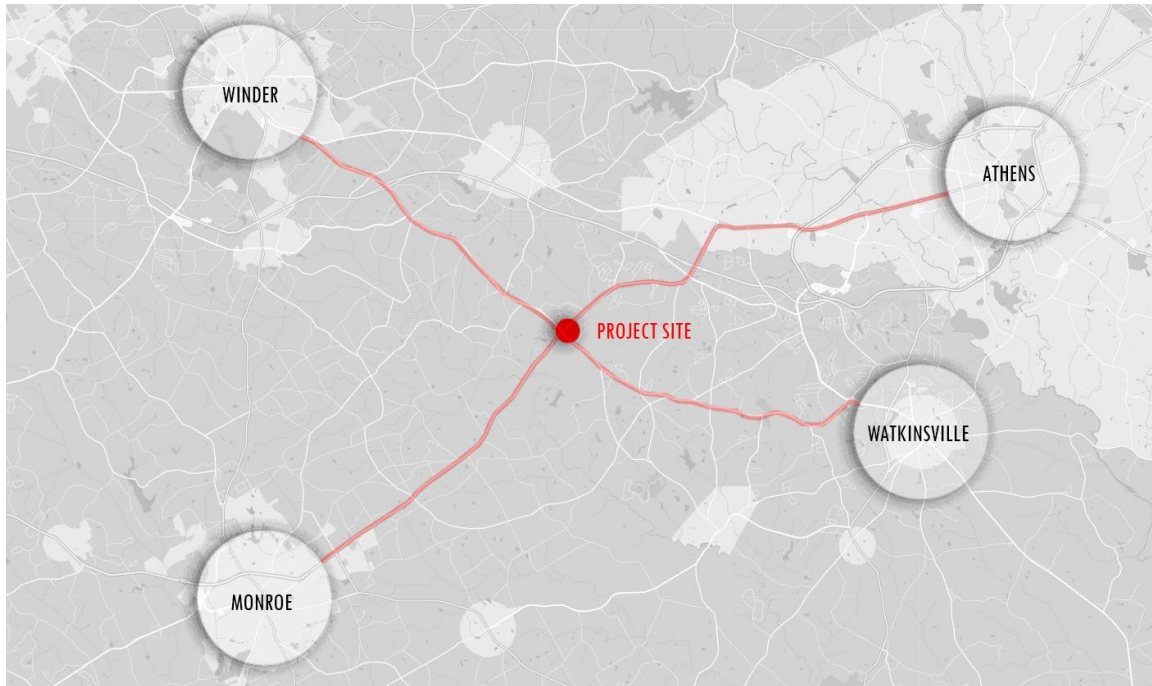 WINDER
ATHENS
PROJECT SITE
WATKINSVILLE
MONROE